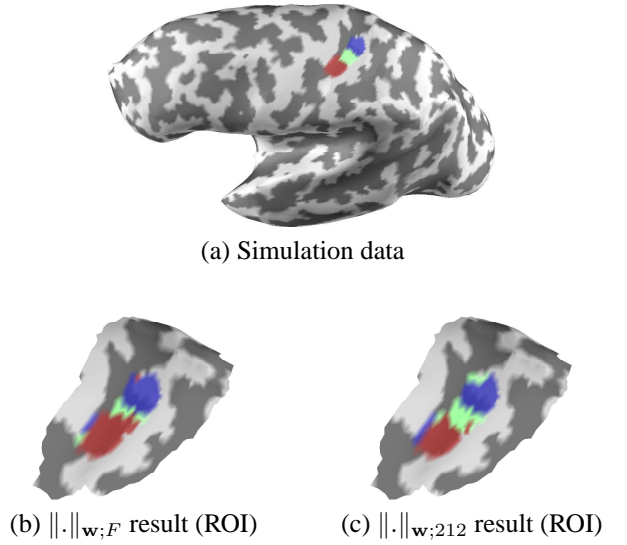 (a) Simulation data
(b) ‖.‖w;F result (ROI)
(c) ‖.‖w;212 result (ROI)